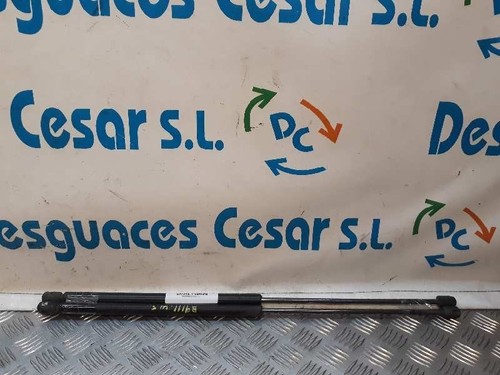 esguaces Cesar S.L.
Cesar S.L. DC Des
Desguaces Cesar S.L. DC